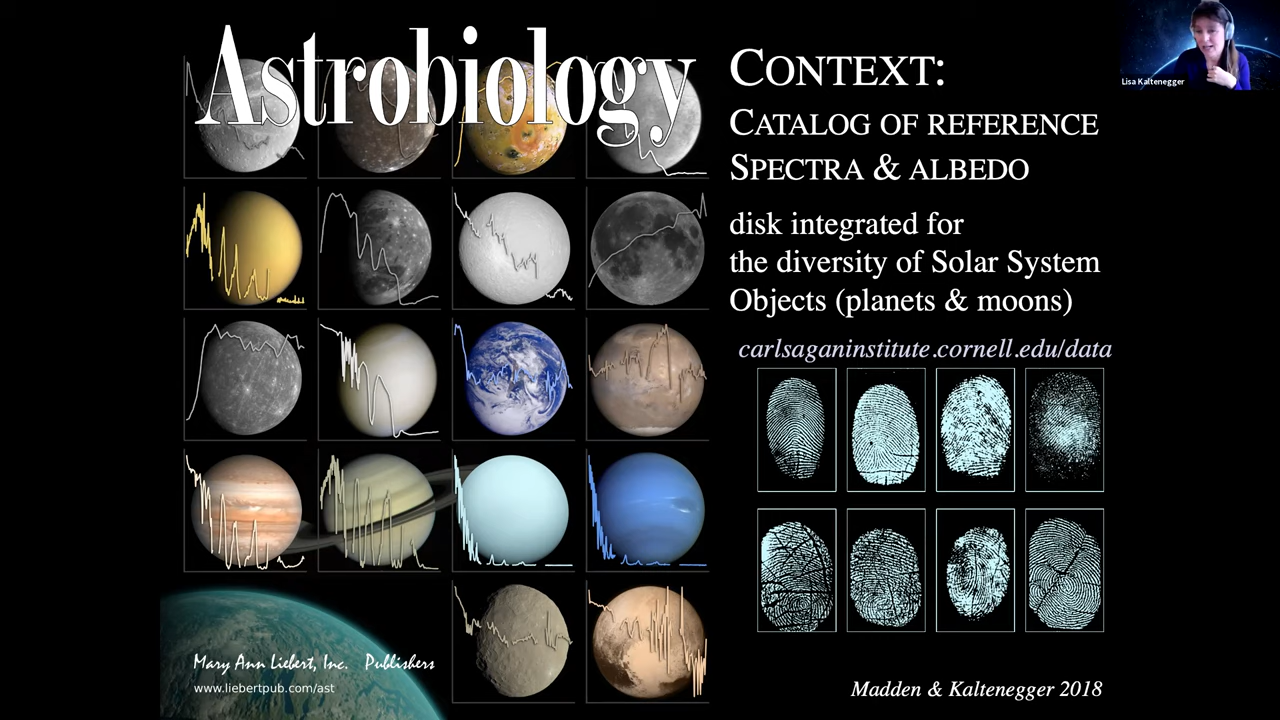 Astrobiology
Mary Ann Liebert, Inc. Publishers
www.liebertpub.com/ast
CONTEXT:
CATALOG OF REFERENCE
SPECTRA & ALBEDO
disk integrated for
the diversity of Solar System
Objects (planets & moons)
carlsaganinstitute.cornell.edu/data
Madden & Kaltenegger 2018
Lisa Kaltenegger